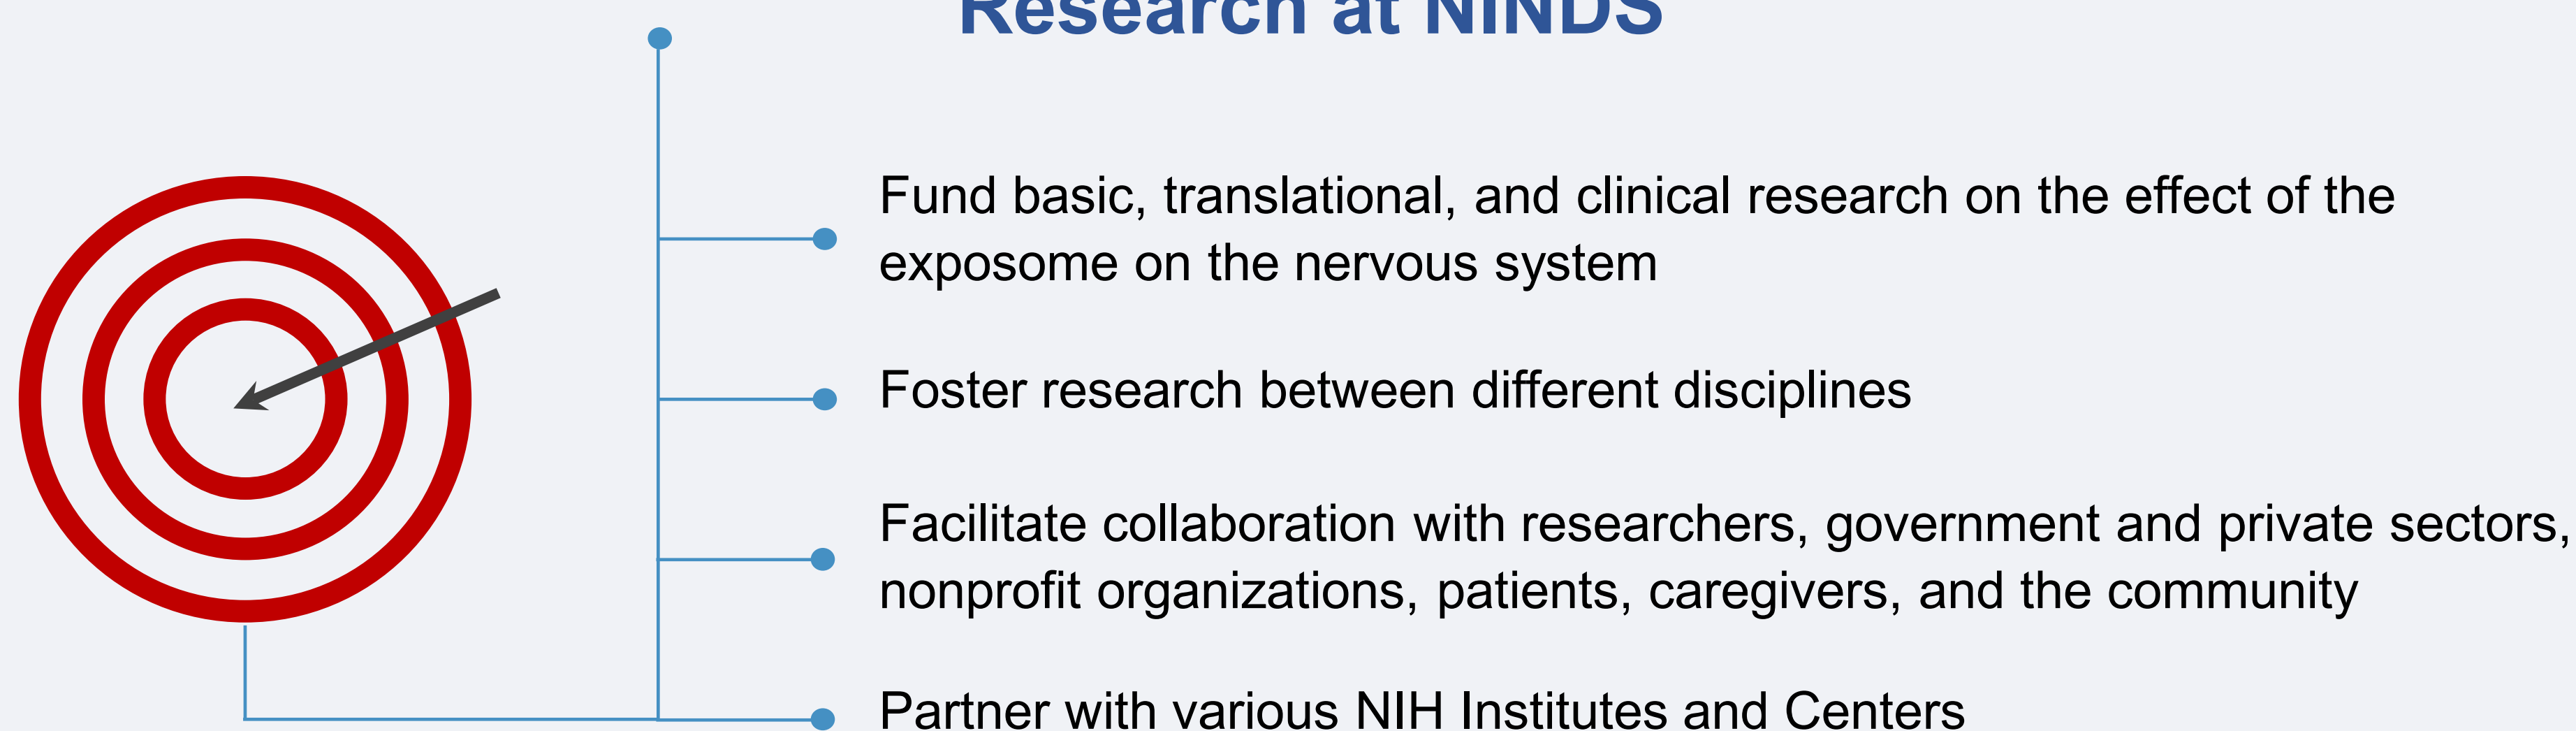 Research at NINDS
Fund basic, translational, and clinical research on the effect of the
exposome on the nervous system
Foster research between different disciplines
Facilitate collaboration with researchers, government and private sectors,
nonprofit organizations, patients, caregivers, and the community
Partner with various NIH Institutes and Centers